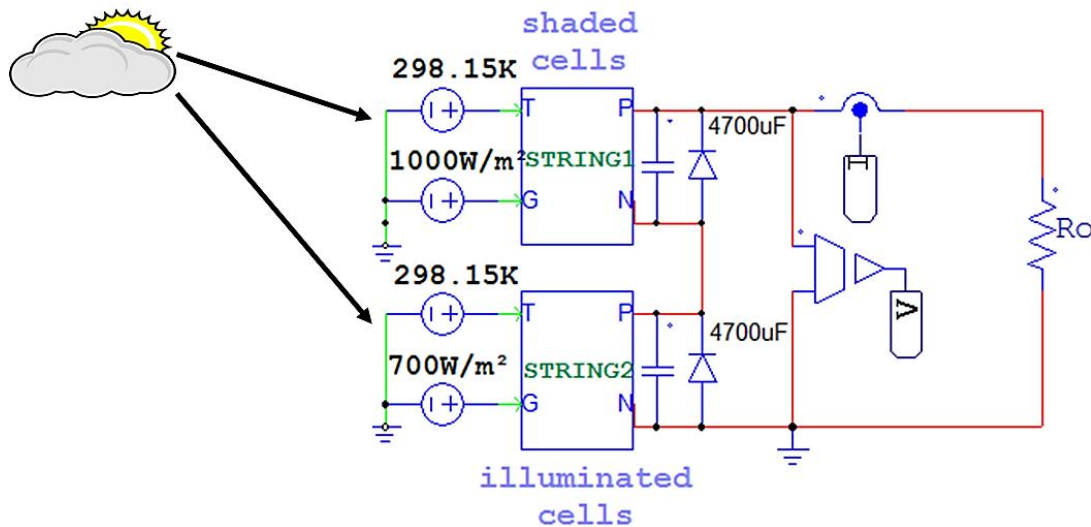 shaded
cells
298.15K
T
P
4700uF
1000W/m²
STRING1
I
G
N
Ro
298.15K
T
P
4700uF
V
700W/m²
STRING2
G
N
illuminated
cells